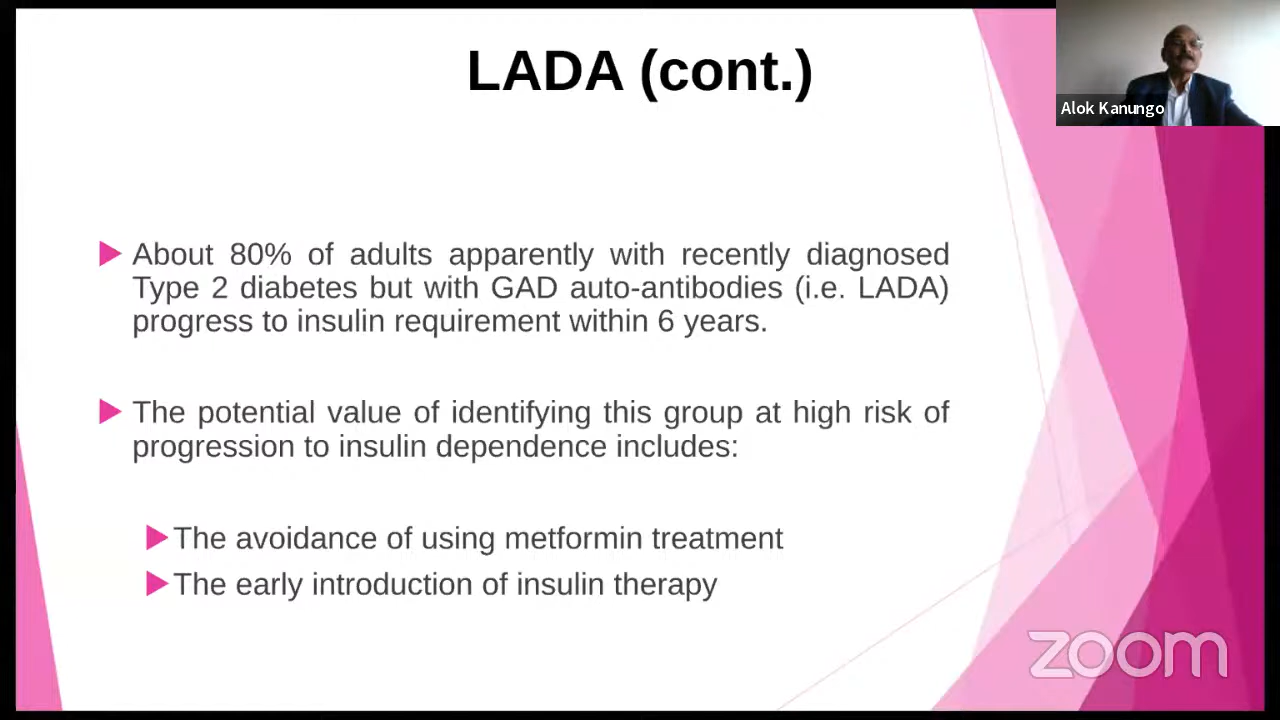 LADA (cont.)
Alok Kanungo
About 80% of adults apparently with recently diagnosed
Type 2 diabetes but with GAD auto-antibodies (i.e. LADA)
progress to insulin requirement within 6 years.
The potential value of identifying this group at high risk of
progression to insulin dependence includes:
The avoidance of using metformin treatment
The early introduction of insulin therapy
zoom